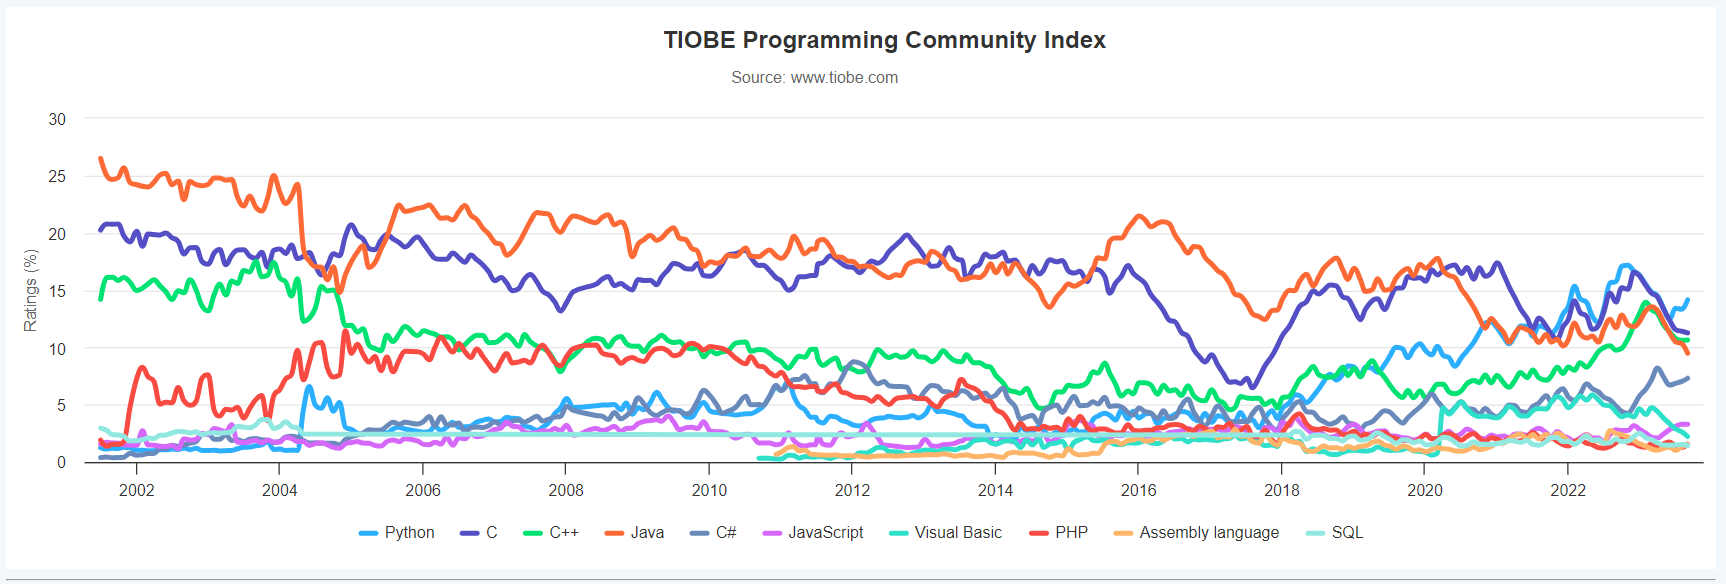 TIOBE Programming Community Index
Source: www.tiobe.com
Ratings (%)
30
25
20
15
10
5
0
2002 2004 2006 2008 2010 2012 2014 2016 2018 2020 2022
Python C C++ Java C# JavaScript Visual Basic PHP Assembly language SQL